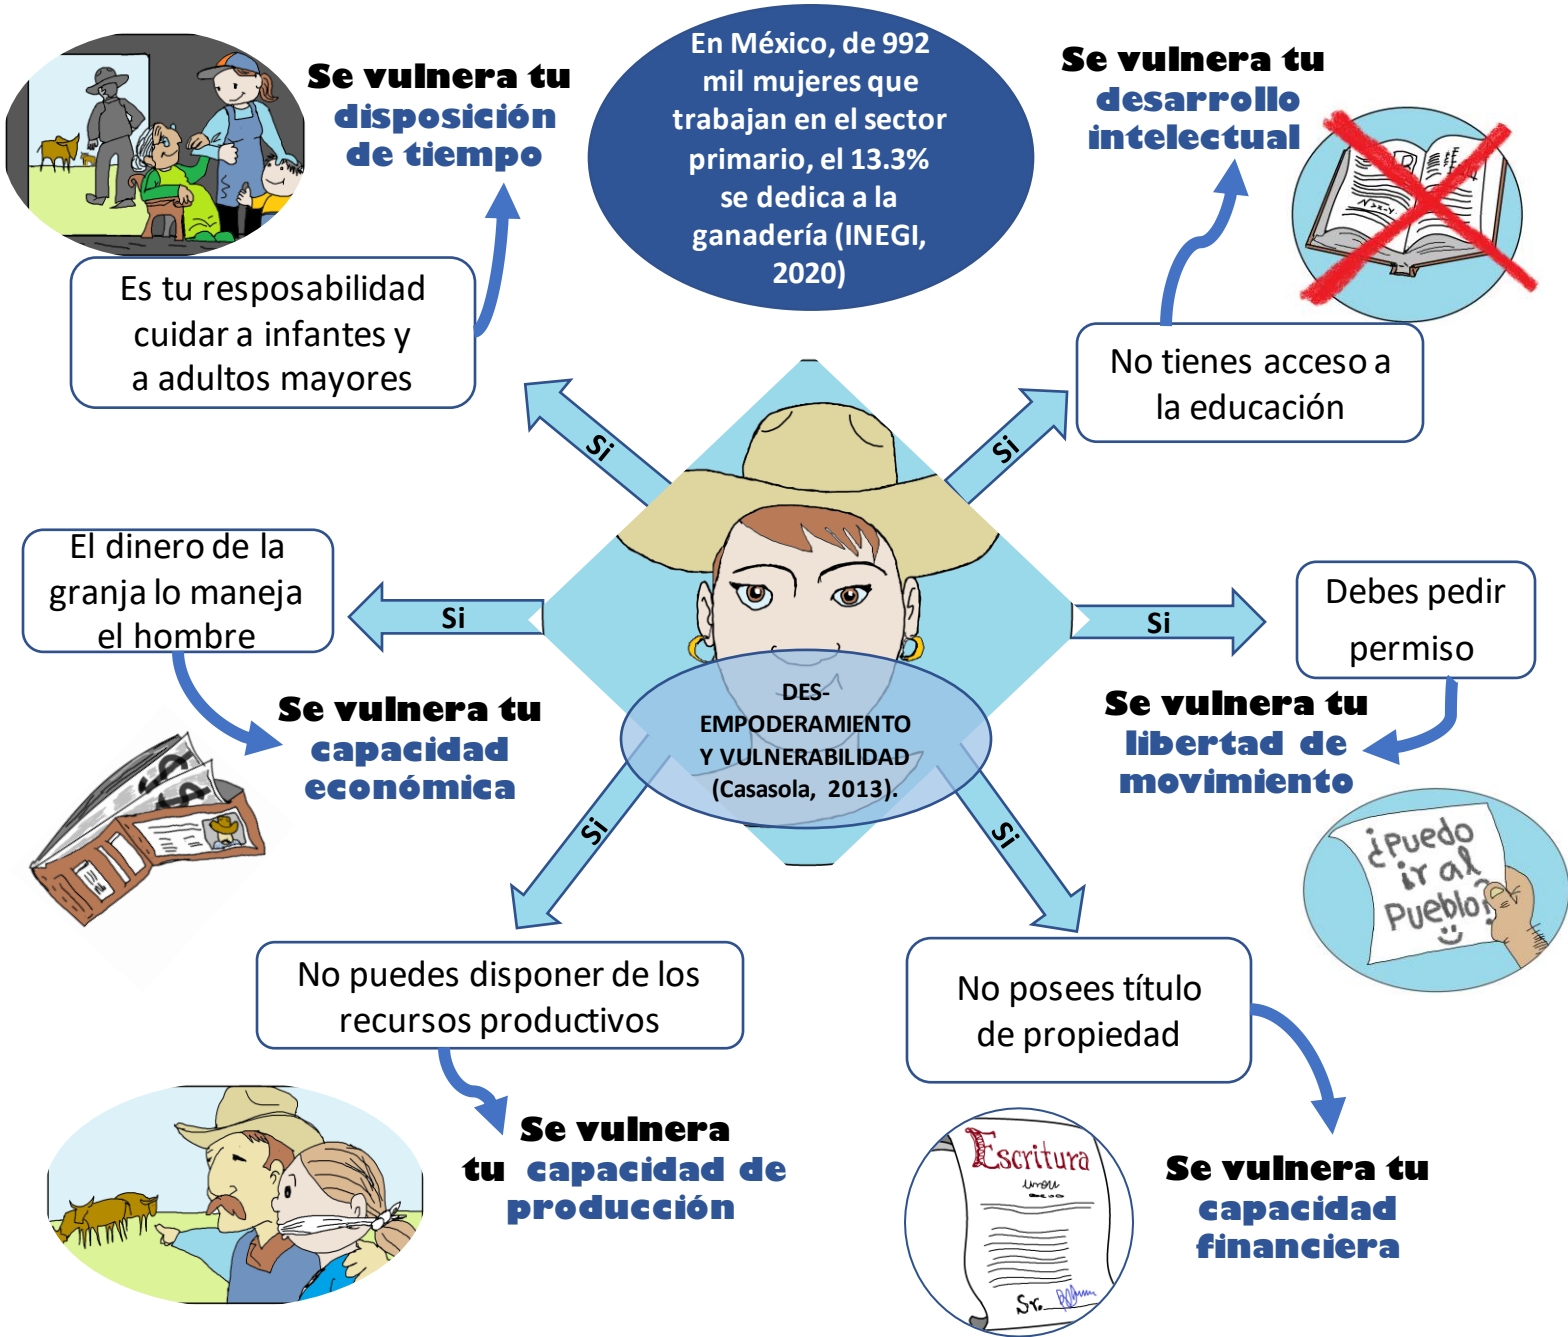 En México, de 992
mil mujeres que
trabajan en el sector
primario, el 13.3%
se dedica a la
ganadería (INEGI,
2020)
Se vulnera tu
disposición
de tiempo
Es tu resposabilidad
cuidar a infantes y
a adultos mayores
Si
Se vulnera tu
desarrollo
intelectual
No tienes acceso a
la educación
Si
El dinero de la
granja lo maneja
el hombre
Si
Se vulnera tu
capacidad
económica
Debes pedir
permiso
Si
Se vulnera tu
libertad de
movimiento
¿Puedo
ir al
Pueblo?
DES-
EMPODERAMIENTO
Y VULNERABILIDAD
(Casasola, 2013).
Si
No puedes disponer de los
recursos productivos
Se vulnera
tu capacidad de
producción
Si
No posees título
de propiedad
Se vulnera tu
capacidad
financiera
Escritura
Sr.